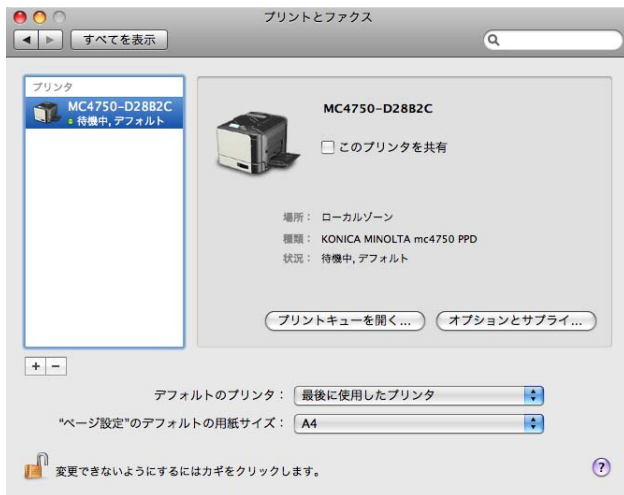 プリントとファクス
すべてを表示
プリンタ
MC4750-D28B2C
待機中, デフォルト
MC4750-D28B2C
このプリンタを共有
場所： ローカルゾーン
種類： KONICA MINOLTA mc4750 PPD
状況： 待機中, デフォルト
プリントキューを開く... オプションとサプライ...
+ −
デフォルトのプリンタ： 最後に使用したプリンタ
“ページ設定”のデフォルトの用紙サイズ： A4
変更できないようにするにはカギをクリックします。
?